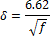 δ = 6.62 / √f